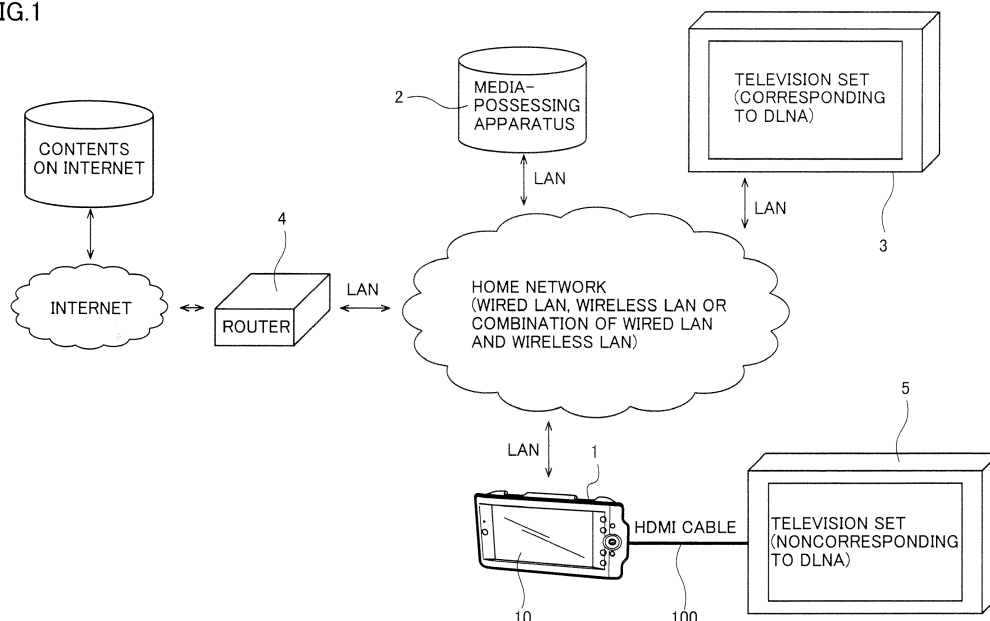 IG.1
TELEVISION SET
(CORRESPONDING
TO DLNA)
3
LAN
2
MEDIA-
POSSESSING
APPARATUS
LAN
CONTENTS
ON INTERNET
INTERNET
4
ROUTER
LAN
HOME NETWORK
(WIRED LAN, WIRELESS LAN OR
COMBINATION OF WIRED LAN
AND WIRELESS LAN)
LAN
1
10
HDMI CABLE
100
5
TELEVISION SET
(NONCORRESPONDING
TO DLNA)